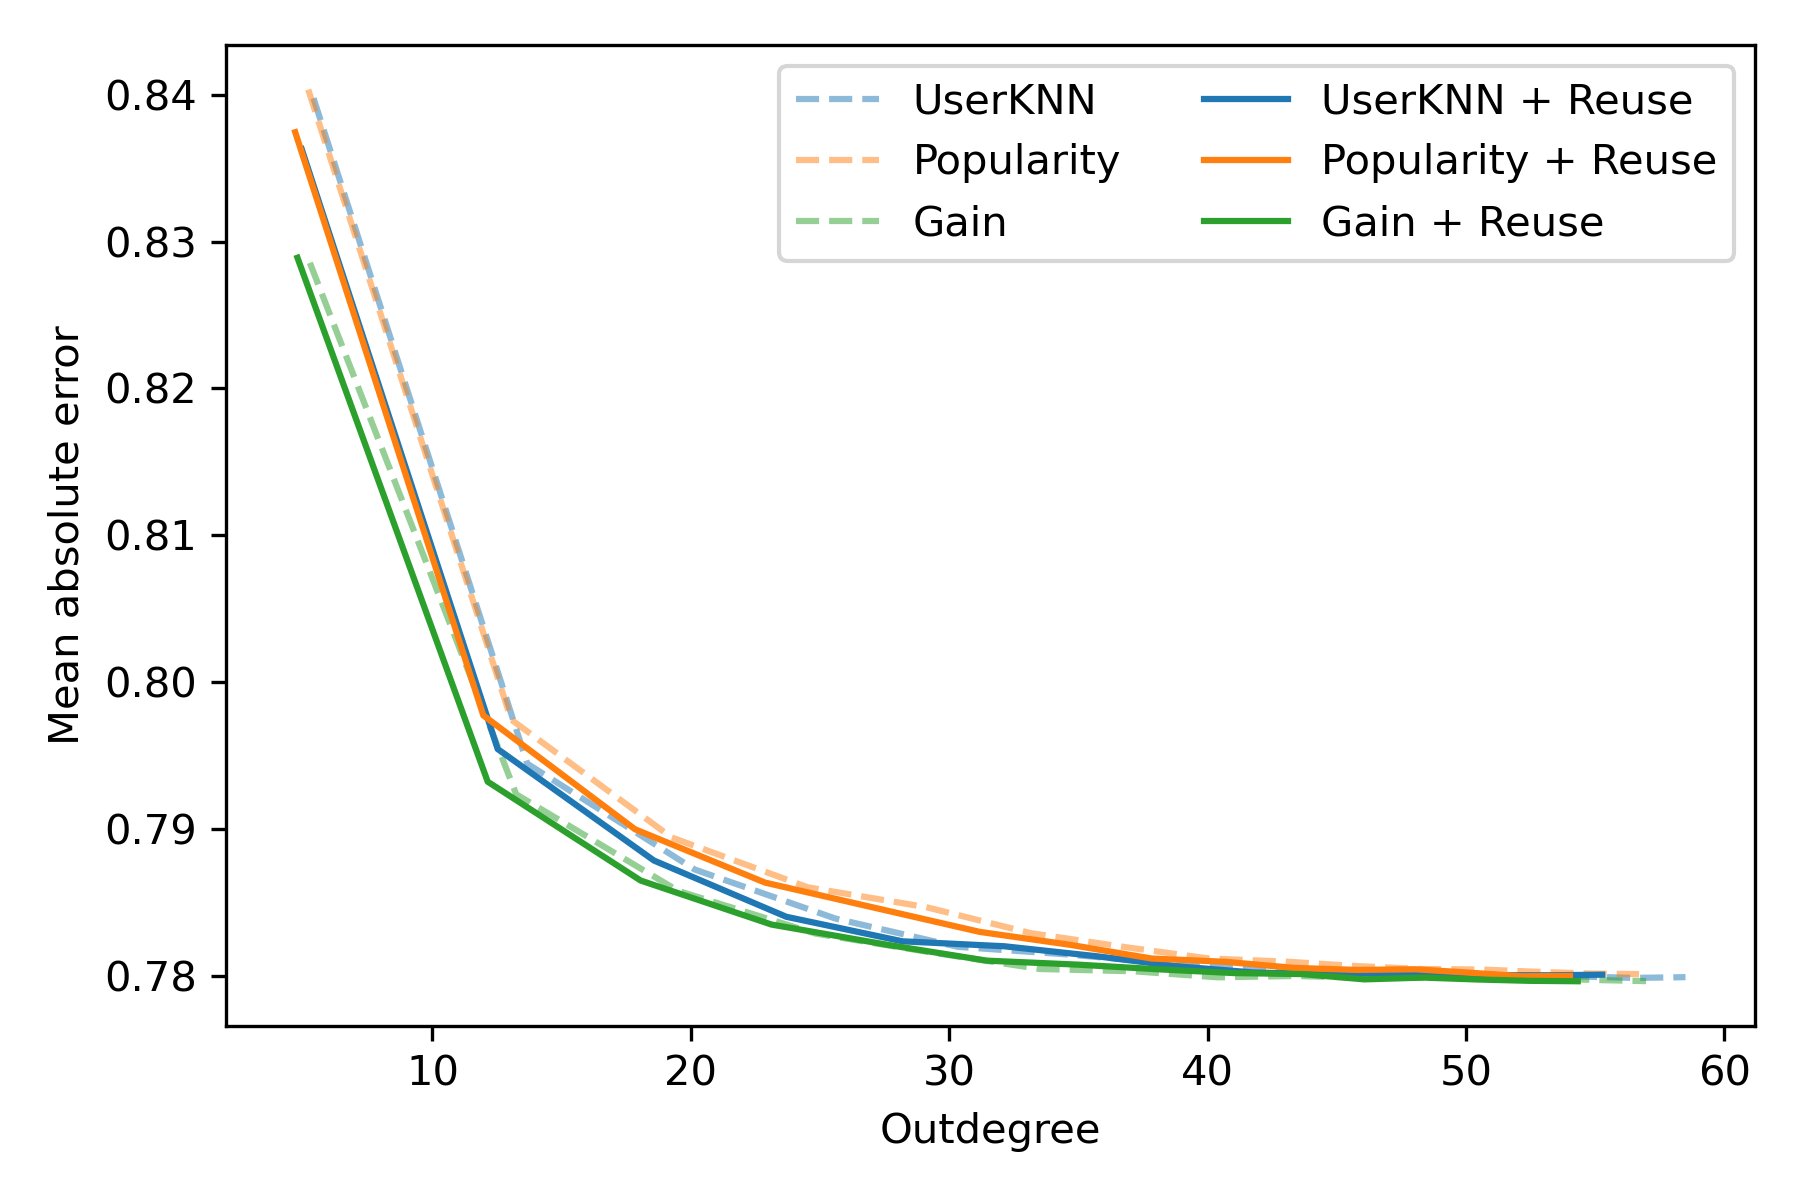 0.84
0.83
0.82
0.81
0.80
0.79
0.78
Mean absolute error
UserKNN
Popularity
Gain
UserKNN + Reuse
Popularity + Reuse
Gain + Reuse
10 20 30 40 50 60
Outdegree